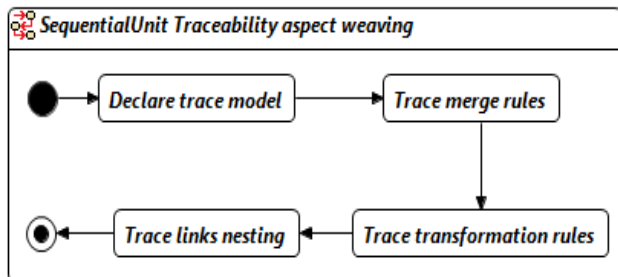 SequentialUnit Traceability aspect weaving
Declare trace model
Trace merge rules
Trace transformation rules
Trace links nesting